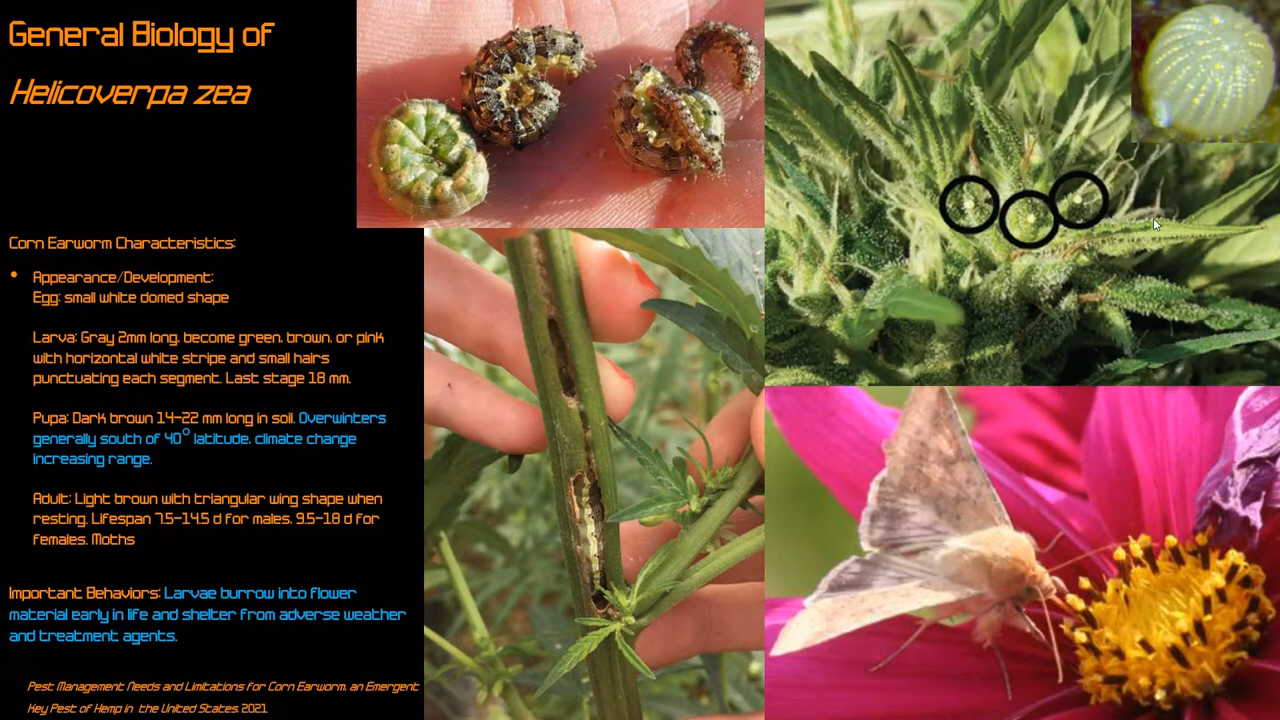 General Biology of
Helicoverpa zea
Corn Earworm Characteristics:
• Appearance/Development:
Egg: small white domed shape
Larva: Gray 2mm long, become green, brown, or pink
with horizontal white stripe and small hairs
punctuating each segment. Last stage 18 mm.
Pupa: Dark brown 14-22 mm long in soil. Overwinters
generally south of 40° latitude, climate change
increasing range.
Adult: Light brown with triangular wing shape when
resting. Lifespan 7.5-14.5 d for males, 9.5-18 d for
females. Moths
Important Behaviors: Larvae burrow into flower
material early in life and shelter from adverse weather
and treatment agents.
Pest Management Needs and Limitations for Corn Earworm, an Emergent
Key Pest of Hemp in the United States. 2021